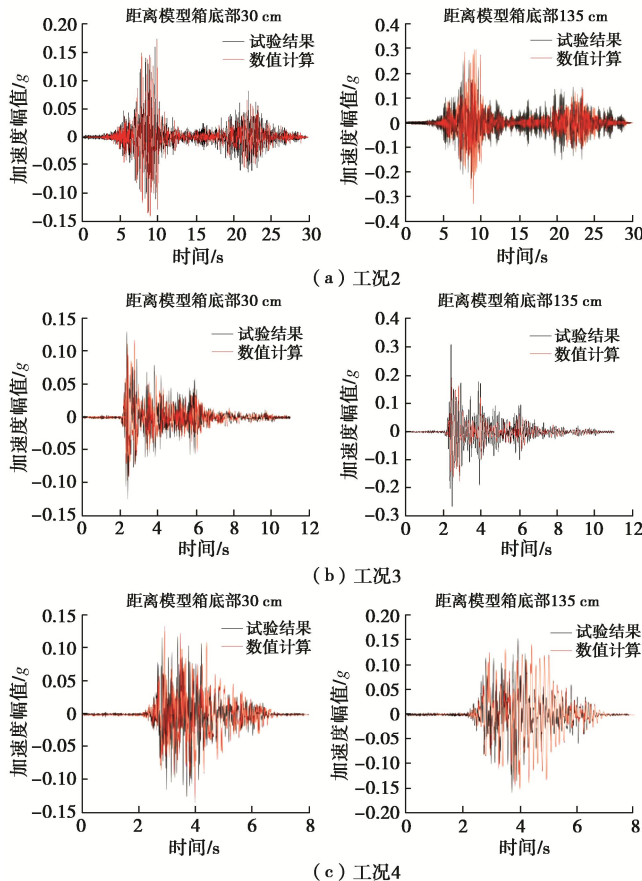 距离模型箱底部30 cm
试验结果
数值计算
加速度幅值/g
0.20
0.15
0.10
0.05
0
−0.05
−0.10
−0.15
0 5 10 15 20 25 30
时间/s
距离模型箱底部135 cm
试验结果
数值计算
加速度幅值/g
0.4
0.3
0.2
0.1
0
−0.1
−0.2
−0.3
−0.4
0 5 10 15 20 25 30
时间/s
(a)工况2
距离模型箱底部30 cm
试验结果
数值计算
加速度幅值/g
0.15
0.10
0.05
0
−0.05
−0.10
−0.15
0 2 4 6 8 10 12
时间/s
距离模型箱底部135 cm
试验结果
数值计算
加速度幅值/g
0.4
0.3
0.2
0.1
0
−0.1
−0.2
−0.3
0 2 4 6 8 10 12
时间/s
(b)工况3
距离模型箱底部30 cm
试验结果
数值计算
加速度幅值/g
0.15
0.10
0.05
0
−0.05
−0.10
−0.15
0 2 4 6 8
时间/s
距离模型箱底部135 cm
试验结果
数值计算
加速度幅值/g
0.20
0.15
0.10
0.05
0
−0.05
−0.10
−0.15
−0.20
0 2 4 6 8
时间/s
(c)工况4